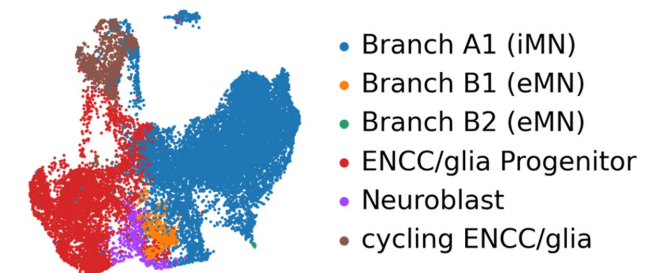 Branch A1 (iMN)
Branch B1 (eMN)
Branch B2 (eMN)
ENCC/glia Progenitor
Neuroblast
cycling ENCC/glia